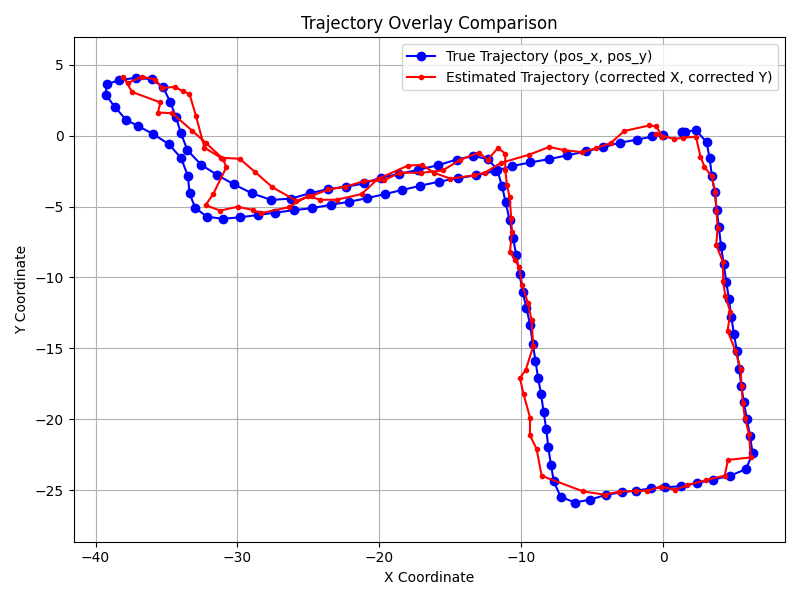 Trajectory Overlay Comparison
True Trajectory (pos_x, pos_y)
Estimated Trajectory (corrected X, corrected Y)
5
0
−5
−10
−15
−20
−25
Y Coordinate
−40
−30
−20
−10
0
X Coordinate